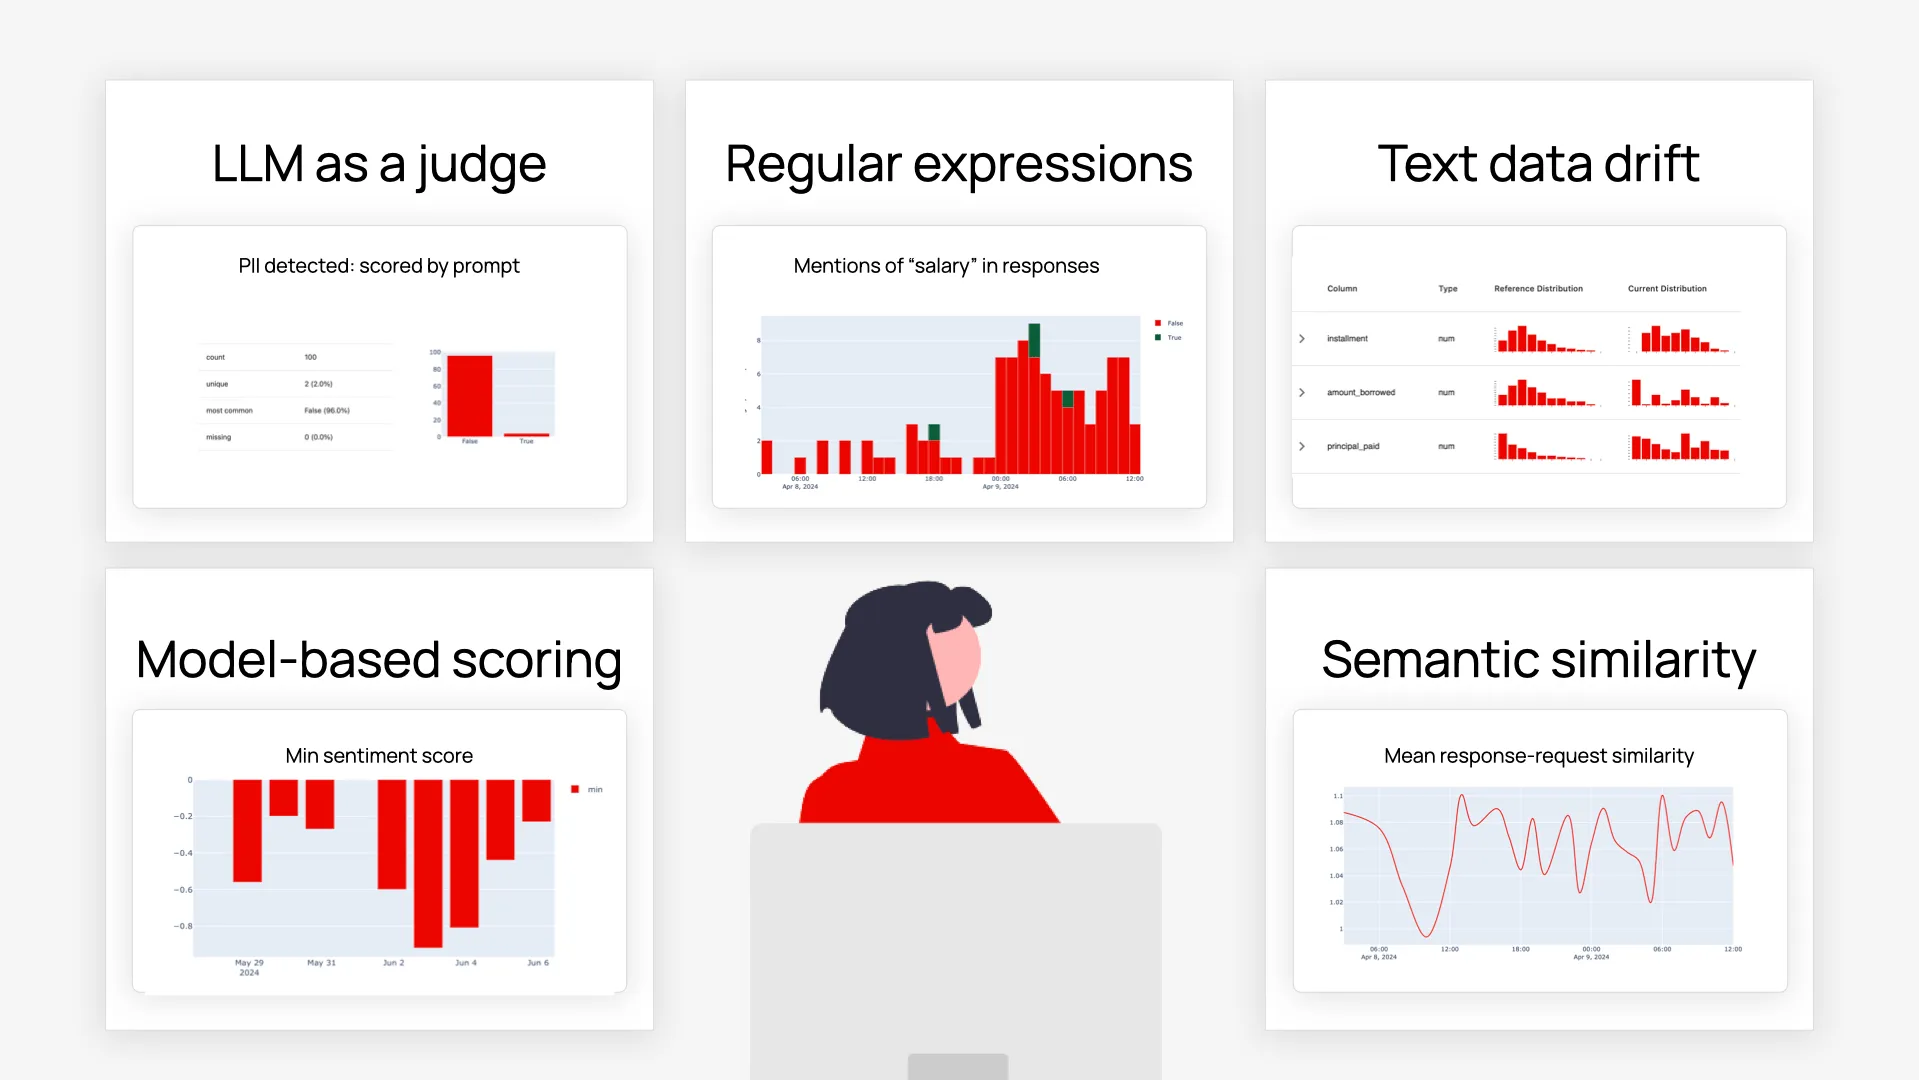 LLM as a judge
PII detected: scored by prompt
count 100
unique 2 (2.0%)
most common False (96.0%)
missing 0 (0.0%)
100
80
60
40
20
0
False True
Regular expressions
Mentions of “salary” in responses
False
True
8
6
4
2
0
06:00 12:00 18:00 00:00 06:00 12:00
Apr 8, 2024 Apr 9, 2024
Text data drift
Column Type Reference Distribution Current Distribution
installment num
amount_borrowed num
principal_paid num
Model-based scoring
Min sentiment score
min
0
−0.2
−0.4
−0.6
−0.8
May 29 May 31 Jun 2 Jun 4 Jun 6
2024
Semantic similarity
Mean response-request similarity
1.1
1.08
1.06
1.04
1.02
1
06:00 12:00 18:00 00:00 06:00 12:00
Apr 8, 2024 Apr 9, 2024